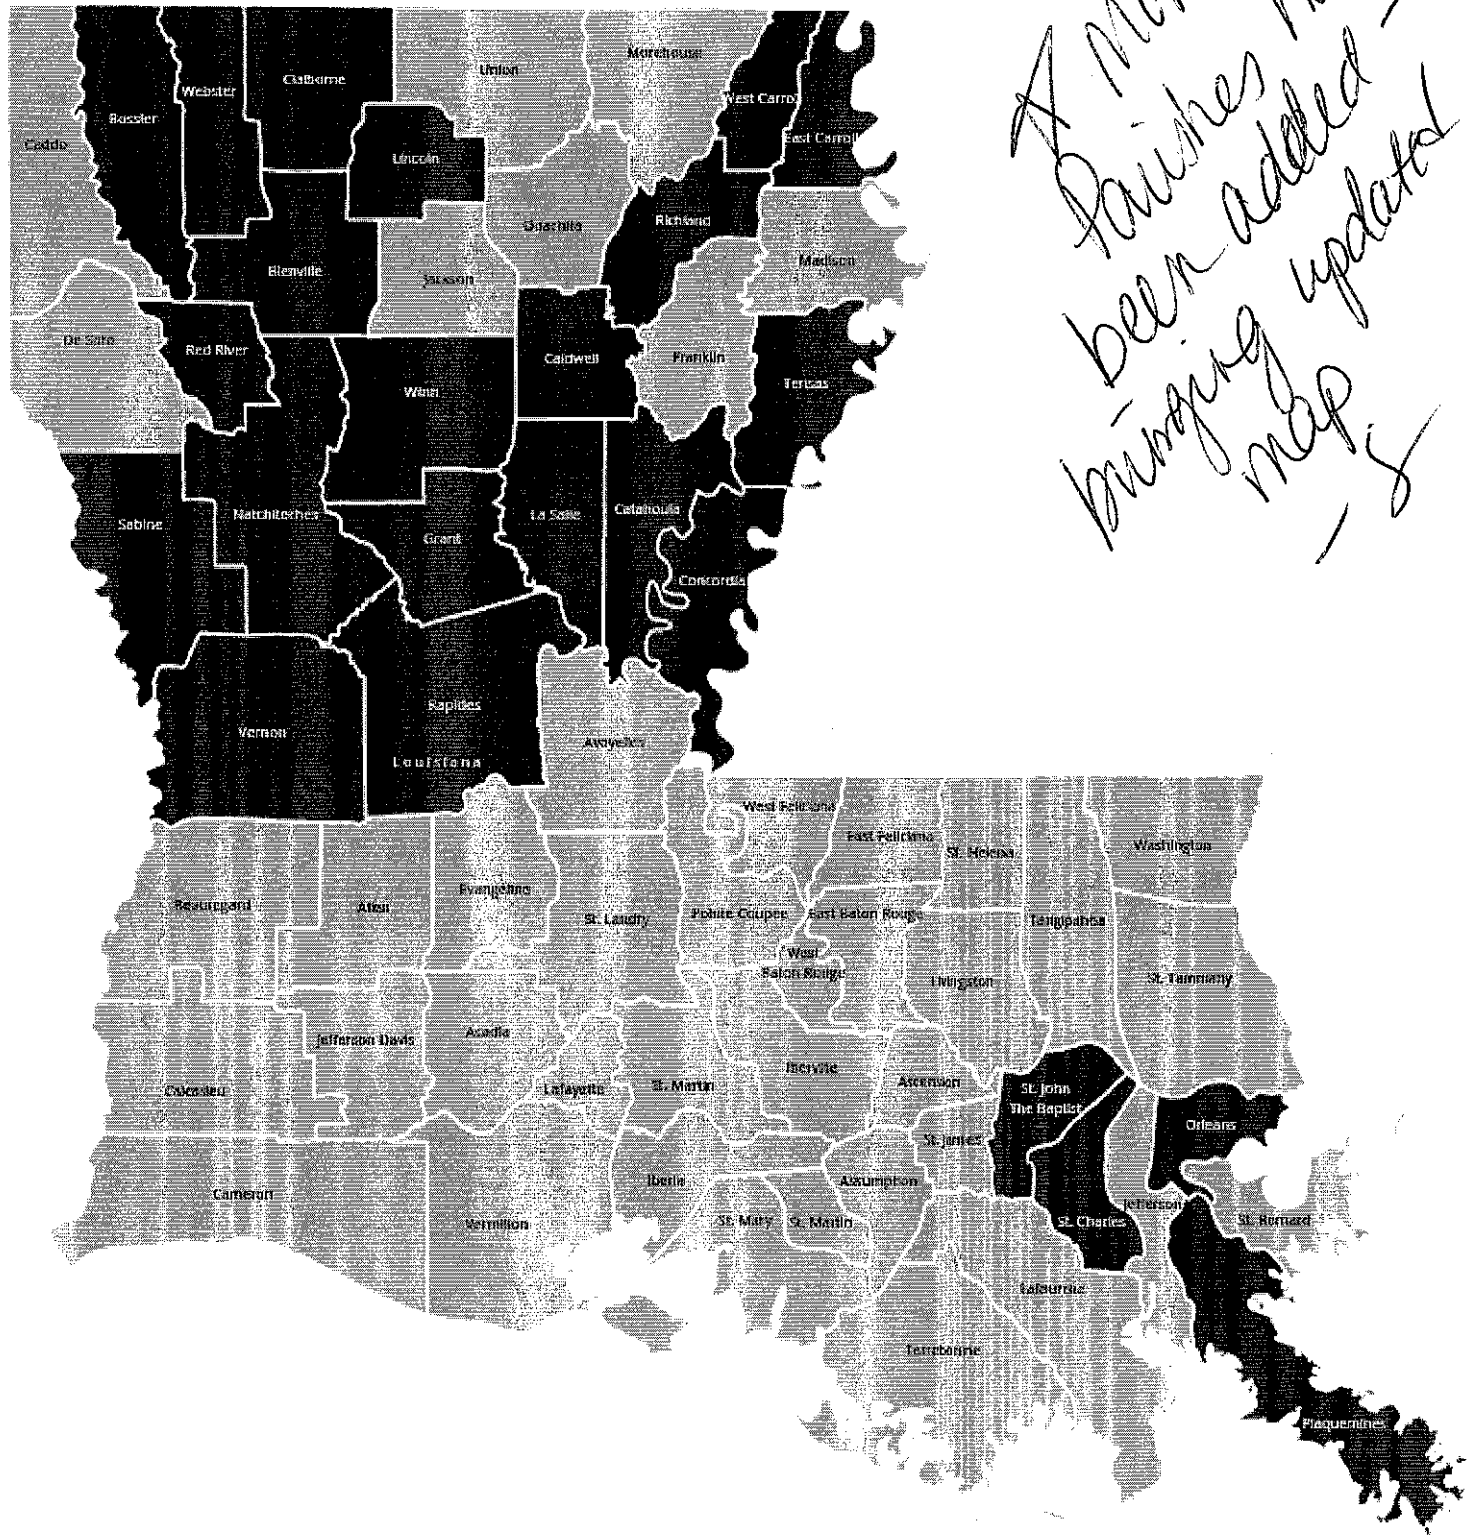 Union
Morehouse
Claiborne
Webster
West Carrol
Bossier
East Carroll
Caddo
Lincoln
Richland
Ouachita
Madison
Bienville
Jackson
De Soto
Red River
Caldwell
Franklin
Tensas
Winn
Sabine
Natchitoches
La Salle
Catahoula
Grant
Concordia
Rapides
Vernon
Avoyelles
Louisiana
West Feliciana
East Feliciana
St. Helena
Washington
Evangeline
Beauregard
Allen
St. Landry
Pointe Coupee
East Baton Rouge
Tangipahoa
West
Baton Rouge
Livingston
St. Tammany
Acadia
Jefferson Davis
Iberville
Ascension
Calcasieu
Lafayette
St. Martin
St. John
The Baptist
Orleans
St. James
Iberia
Assumption
Cameron
Jefferson
Vermilion
St. Mary
St. Martin
St. Charles
St. Bernard
Lafourche
Terrebonne
Plaquemines
Parishes
been added -
bringing updated
map